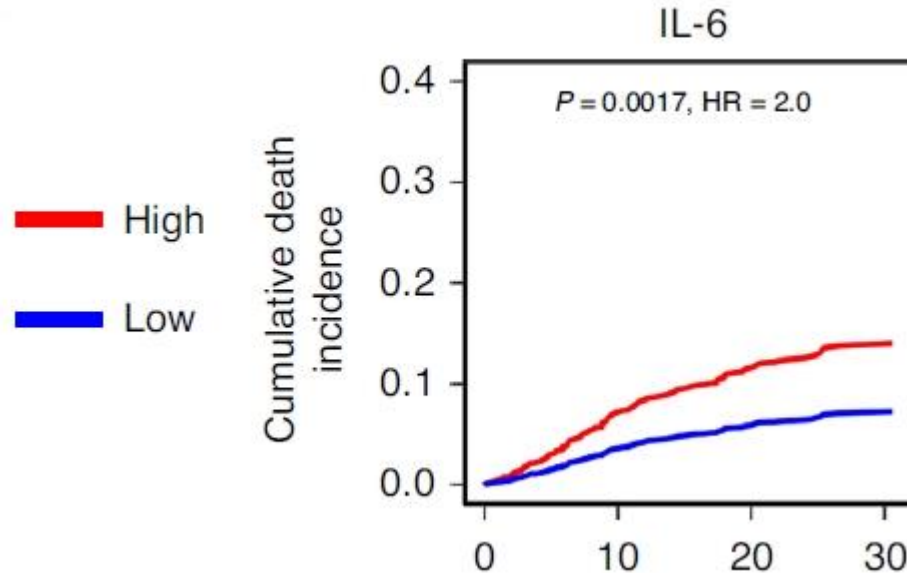 IL-6
P = 0.0017, HR = 2.0
High
Low
Cumulative death
incidence
0.4
0.3
0.2
0.1
0.0
0 10 20 30